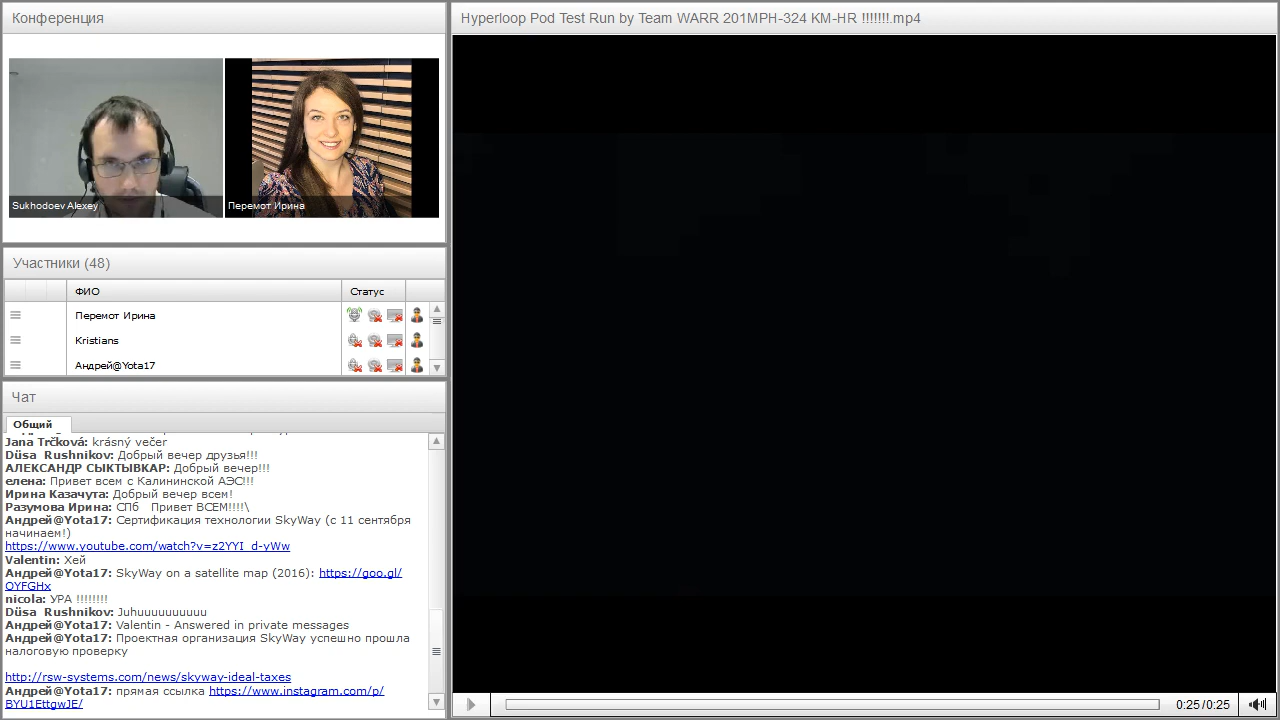 Конференция
Sukhodoev Alexey
Перемот Ирина
Участники (48)
ФИО
Статус
Перемот Ирина
Kristians
Андрей@Yota17
Чат
Общий
Jana Trčková: krásný večer
Düsa Rushnikov: Добрый вечер друзья!!!
АЛЕКСАНДР СЫКТЫВКАР: Добрый вечер!!!
елена: Привет всем с Калининской АЭС!!!
Ирина Казачута: Добрый вечер всем!
Разумова Ирина: СПб Привет ВСЕМ!!!!\
Андрей@Yota17: Сертификация технологии SkyWay (с 11 сентября
начинаем!)
https://www.youtube.com/watch?v=z2YYI_d-yWw
Valentin: Хей
Андрей@Yota17: SkyWay on a satellite map (2016): https://goo.gl/
OYFGHx
nicola: УРА !!!!!!!!
Düsa Rushnikov: Juhuuuuuuuuuu
Андрей@Yota17: Valentin - Answered in private messages
Андрей@Yota17: Проектная организация SkyWay успешно прошла
налоговую проверку
http://rsw-systems.com/news/skyway-ideal-taxes
Андрей@Yota17: прямая ссылка https://www.instagram.com/p/
BYU1EttgwJE/
Hyperloop Pod Test Run by Team WARR 201MPH-324 KM-HR !!!!!!!.mp4
0:25/0:25